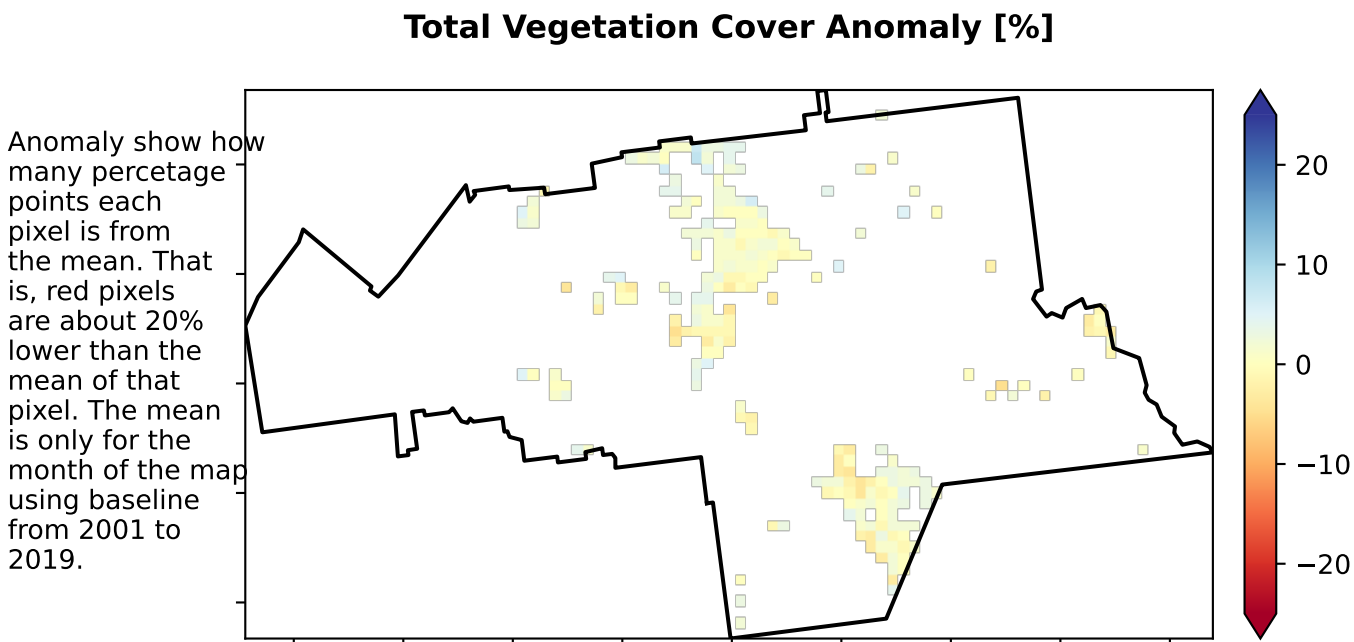 Total Vegetation Cover Anomaly [%]
Anomaly show how
many percetage
points each
pixel is from
the mean. That
is, red pixels
are about 20%
lower than the
mean of that
pixel. The mean
is only for the
month of the map
using baseline
from 2001 to
2019.
20
10
0
−10
−20